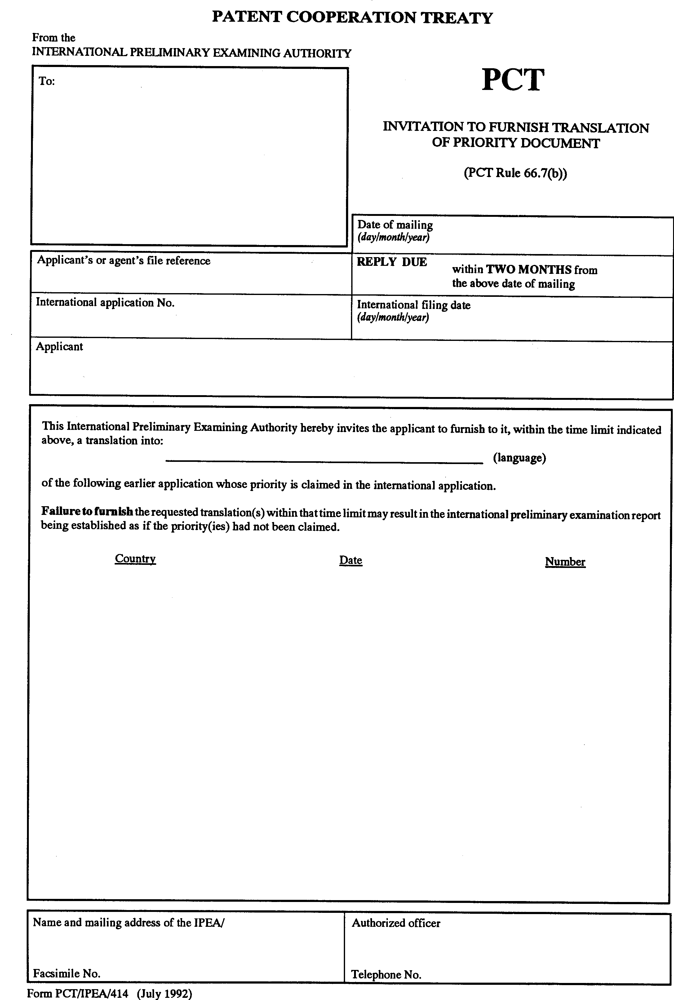 PATENT COOPERATION TREATY
From the
INTERNATIONAL PRELIMINARY EXAMINING AUTHORITY
To:
PCT
INVITATION TO FURNISH TRANSLATION
OF PRIORITY DOCUMENT
(PCT Rule 66.7(b))
Date of mailing
(day/month/year)
Applicant's or agent's file reference
REPLY DUE
within TWO MONTHS from
the above date of mailing
International application No.
International filing date
(day/month/year)
Applicant
This International Preliminary Examining Authority hereby invites the applicant to furnish to it, within the time limit indicated
above, a translation into:
(language)
of the following earlier application whose priority is claimed in the international application.
Failure to furnish the requested translation(s) within that time limit may result in the international preliminary examination report
being established as if the priority(ies) had not been claimed.
Country Date Number
Name and mailing address of the IPEA/
Authorized officer
Facsimile No.
Telephone No.
Form PCT/IPEA/414 (July 1992)